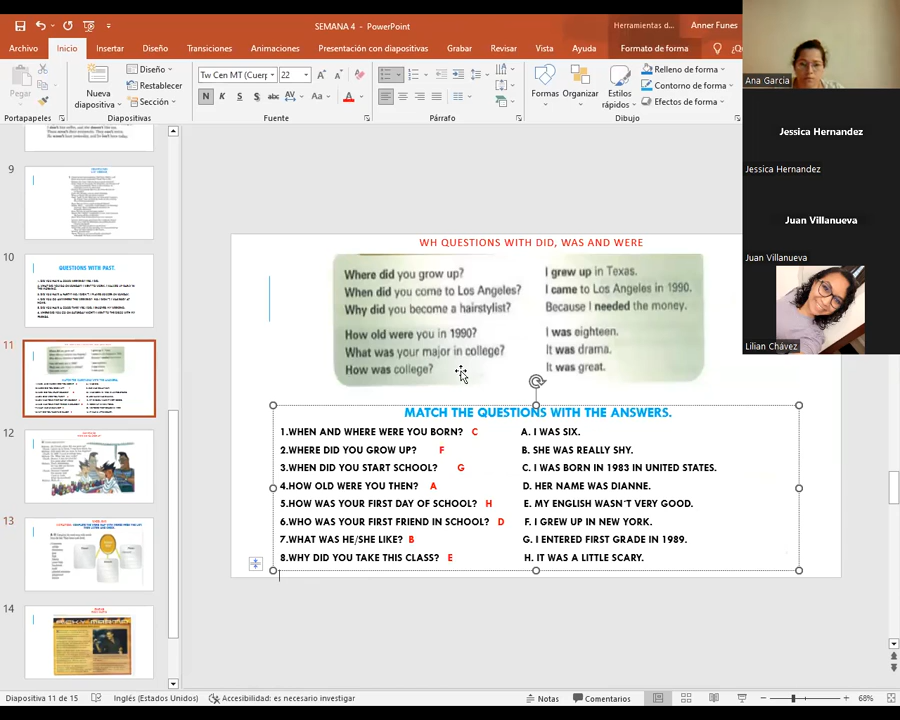 SEMANA 4 - PowerPoint
Herramientas d...
Anner Funes
Archivo
Inicio
Insertar
Diseño
Transiciones
Animaciones
Presentación con diapositivas
Grabar
Revisar
Vista
Ayuda
Formato de forma
¿Qu
Pegar
Nueva diapositiva
Diseño
Restablecer
Sección
Tw Cen MT (Cuerp
22
N K S S abc AV Aa A
Formas
Organizar
Estilos rápidos
Relleno de forma
Contorno de forma
Efectos de forma
Portapapeles
Diapositivas
Fuente
Párrafo
Dibujo
Ana Garcia
Jessica Hernandez
Jessica Hernandez
Juan Villanueva
Juan Villanueva
Lilian Chávez
9
10
QUESTIONS WITH PAST.
11
12
13
14
WH QUESTIONS WITH DID, WAS AND WERE
Where did you grow up? I grew up in Texas.
When did you come to Los Angeles? I came to Los Angeles in 1990.
Why did you become a hairstylist? Because I needed the money.
How old were you in 1990? I was eighteen.
What was your major in college? It was drama.
How was college? It was great.
MATCH THE QUESTIONS WITH THE ANSWERS.
1.WHEN AND WHERE WERE YOU BORN? C A. I WAS SIX.
2.WHERE DID YOU GROW UP? F B. SHE WAS REALLY SHY.
3.WHEN DID YOU START SCHOOL? G C. I WAS BORN IN 1983 IN UNITED STATES.
4.HOW OLD WERE YOU THEN? A D. HER NAME WAS DIANNE.
5.HOW WAS YOUR FIRST DAY OF SCHOOL? H E. MY ENGLISH WASN'T VERY GOOD.
6.WHO WAS YOUR FIRST FRIEND IN SCHOOL? D F. I GREW UP IN NEW YORK.
7.WHAT WAS HE/SHE LIKE? B G. I ENTERED FIRST GRADE IN 1989.
8.WHY DID YOU TAKE THIS CLASS? E H. IT WAS A LITTLE SCARY.
Diapositiva 11 de 15
Inglés (Estados Unidos)
Accesibilidad: es necesario investigar
Notas
Comentarios
68%